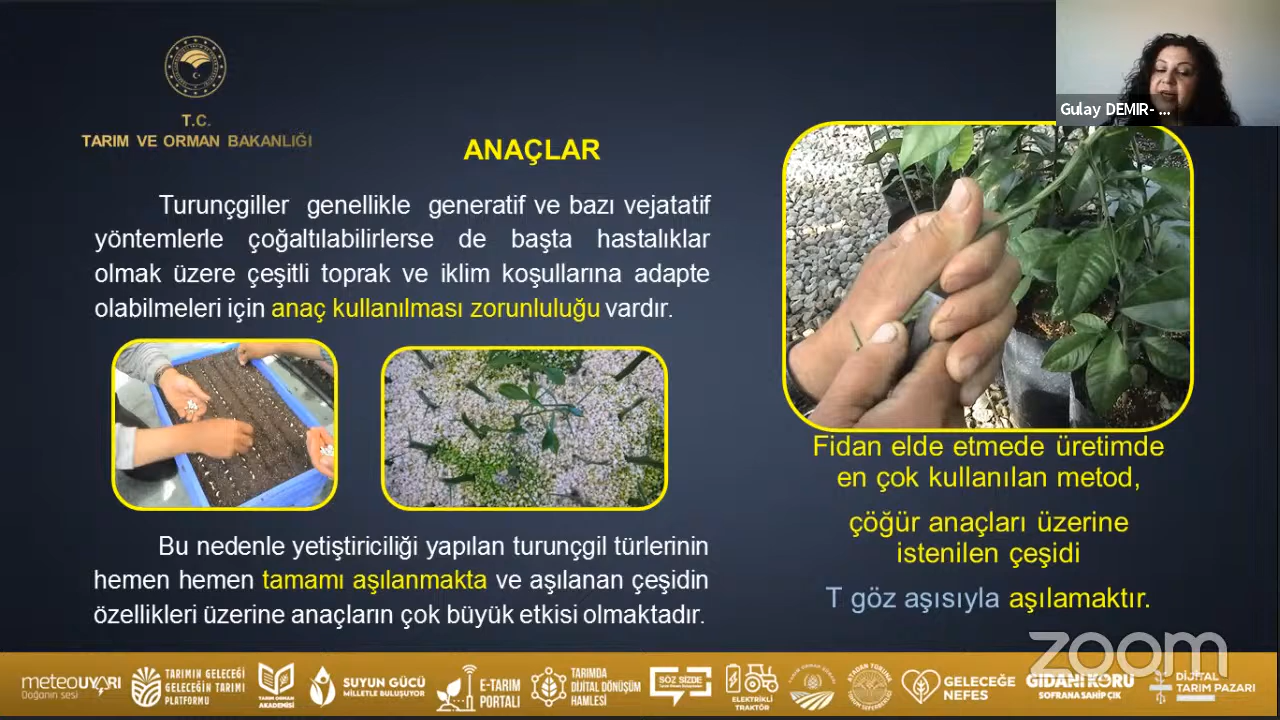 Gulay DEMIR- ...
T.C.
TARIM VE ORMAN BAKANLIĞI
ANAÇLAR
Turunçgiller genellikle generatif ve bazı vejatatif
yöntemlerle çoğaltılabilirlerse de başta hastalıklar
olmak üzere çeşitli toprak ve iklim koşullarına adapte
olabilmeleri için anaç kullanılması zorunluluğu vardır.
Bu nedenle yetiştiriciliği yapılan turunçgil türlerinin
hemen hemen tamamı aşılanmakta ve aşılanan çeşidin
özellikleri üzerine anaçların çok büyük etkisi olmaktadır.
Fidan elde etmede üretimde
en çok kullanılan metod,
çöğür anaçları üzerine
istenilen çeşidi
T göz aşısıyla aşılamaktır.
zoom
meteoUYARI
Doğanın sesi
TARIMIN GELECEĞİ
GELECEĞİN TARIMI
PLATFORMU
TARIM ORMAN
AKADEMİSİ
SUYUN GÜCÜ
MİLLETLE BULUŞUYOR
E-TARIM
PORTALI
TARIMDA
DİJİTAL DÖNÜŞÜM
HAMLESİ
SÖZ SİZDE
ELEKTRİKLİ
TRAKTÖR
GELECEĞE
NEFES
GIDANI KORU
SOFRANA SAHİP ÇIK
DİJİTAL
TARIM PAZARI